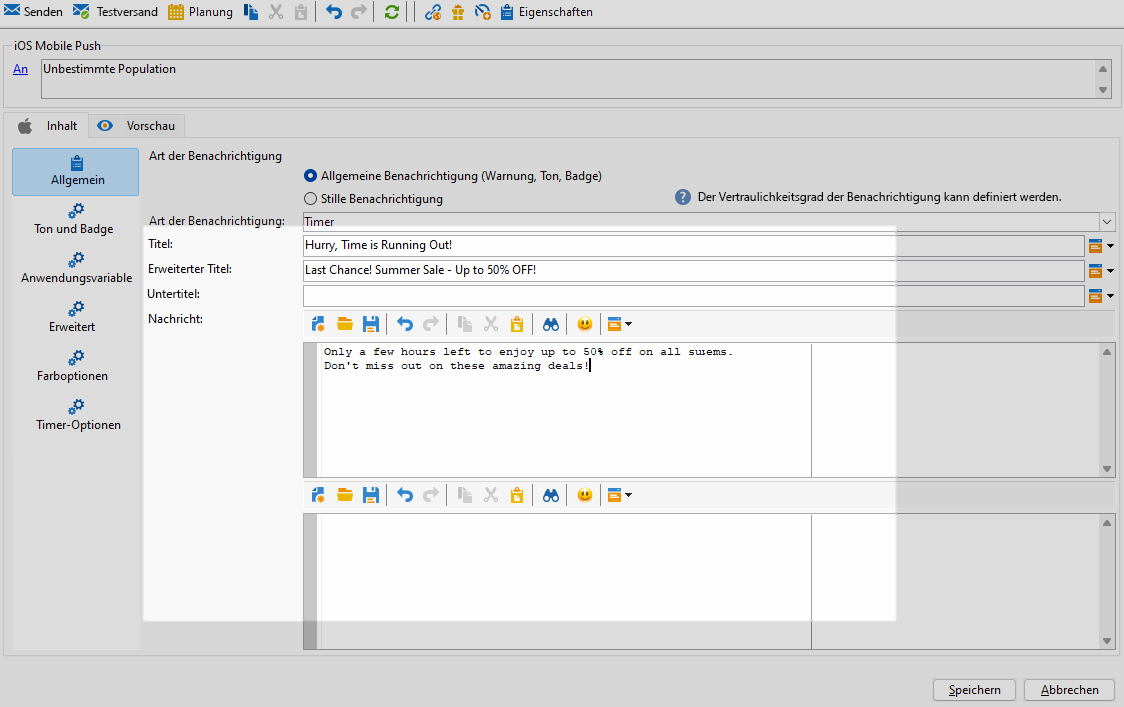 Senden Testversand Planung Eigenschaften
iOS Mobile Push
An Unbestimmte Population
Inhalt Vorschau
Allgemein
Ton und Badge
Anwendungsvariable
Erweitert
Farboptionen
Timer-Optionen
Art der Benachrichtigung
Allgemeine Benachrichtigung (Warnung, Ton, Badge)
Stille Benachrichtigung
Der Vertraulichkeitsgrad der Benachrichtigung kann definiert werden.
Art der Benachrichtigung: Timer
Titel: Hurry, Time is Running Out!
Erweiterter Titel: Last Chance! Summer Sale - Up to 50% OFF!
Untertitel:
Nachricht:
Only a few hours left to enjoy up to 50% off on all
Don't miss out on these amazing deals!
Speichern Abbrechen